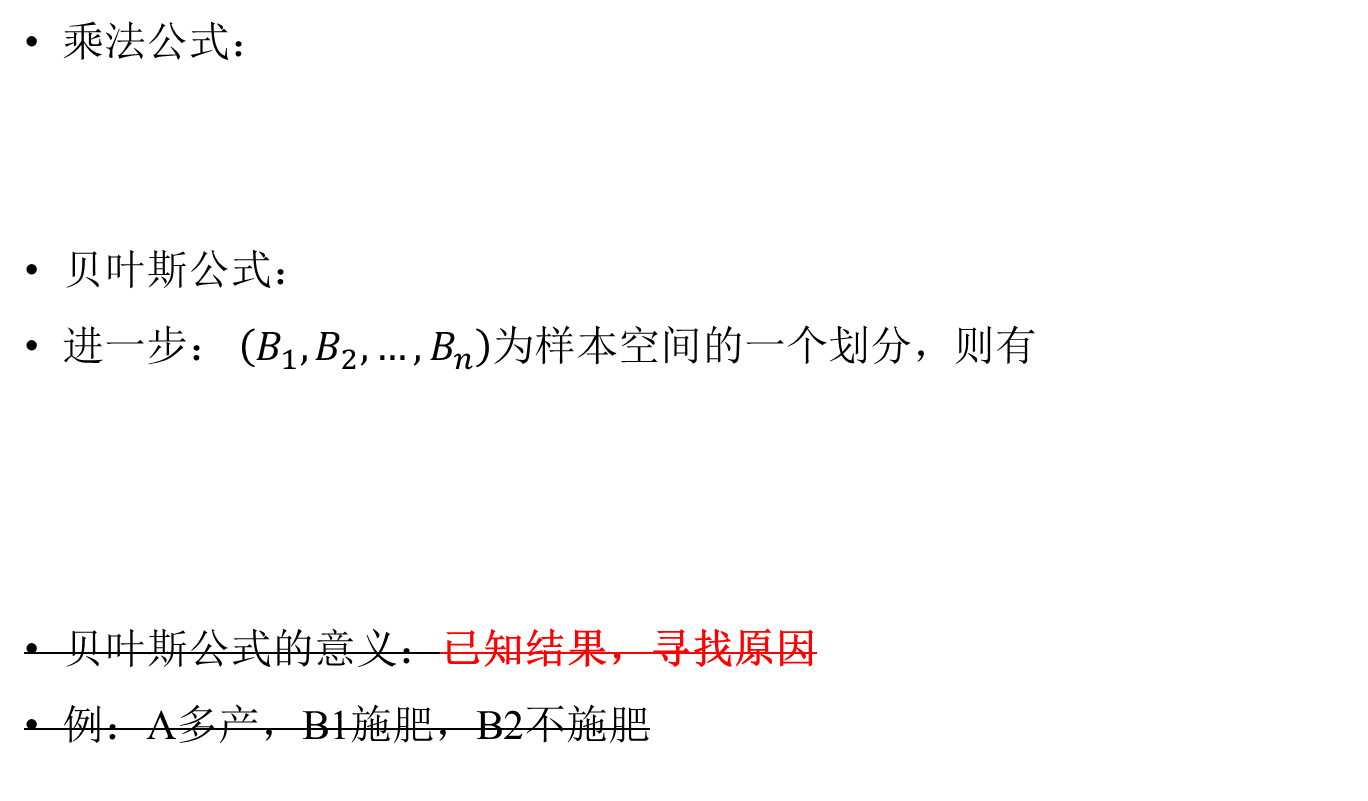 • 乘法公式：
• 贝叶斯公式：
• 进一步： (B₁, B₂, …, Bₙ)为样本空间的一个划分，则有
• 贝叶斯公式的意义：已知结果，寻找原因
• 例：A多产，B1施肥，B2不施肥